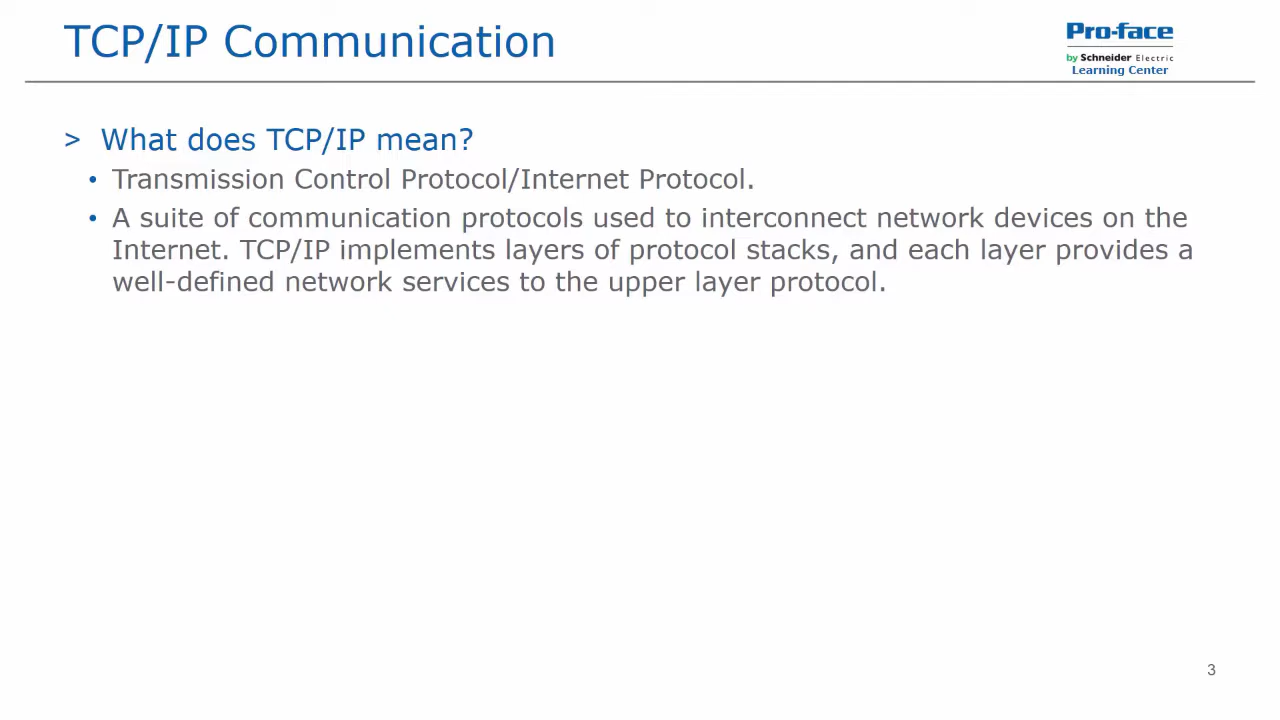 TCP/IP Communication
Pro-face
by Schneider Electric
Learning Center
> What does TCP/IP mean?
• Transmission Control Protocol/Internet Protocol.
• A suite of communication protocols used to interconnect network devices on the
Internet. TCP/IP implements layers of protocol stacks, and each layer provides a
well-defined network services to the upper layer protocol.
3